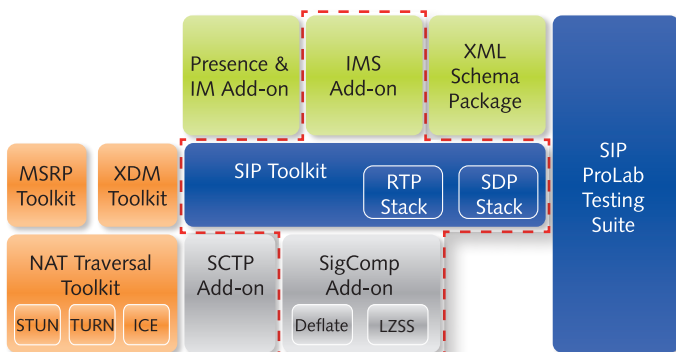 Presence &
IM Add-on
IMS
Add-on
XML
Schema
Package
SIP
ProLab
Testing
Suite
MSRP
Toolkit
XDM
Toolkit
SIP Toolkit
RTP
Stack
SDP
Stack
NAT Traversal
Toolkit
STUN
TURN
ICE
SCTP
Add-on
SigComp
Add-on
Deflate
LZSS